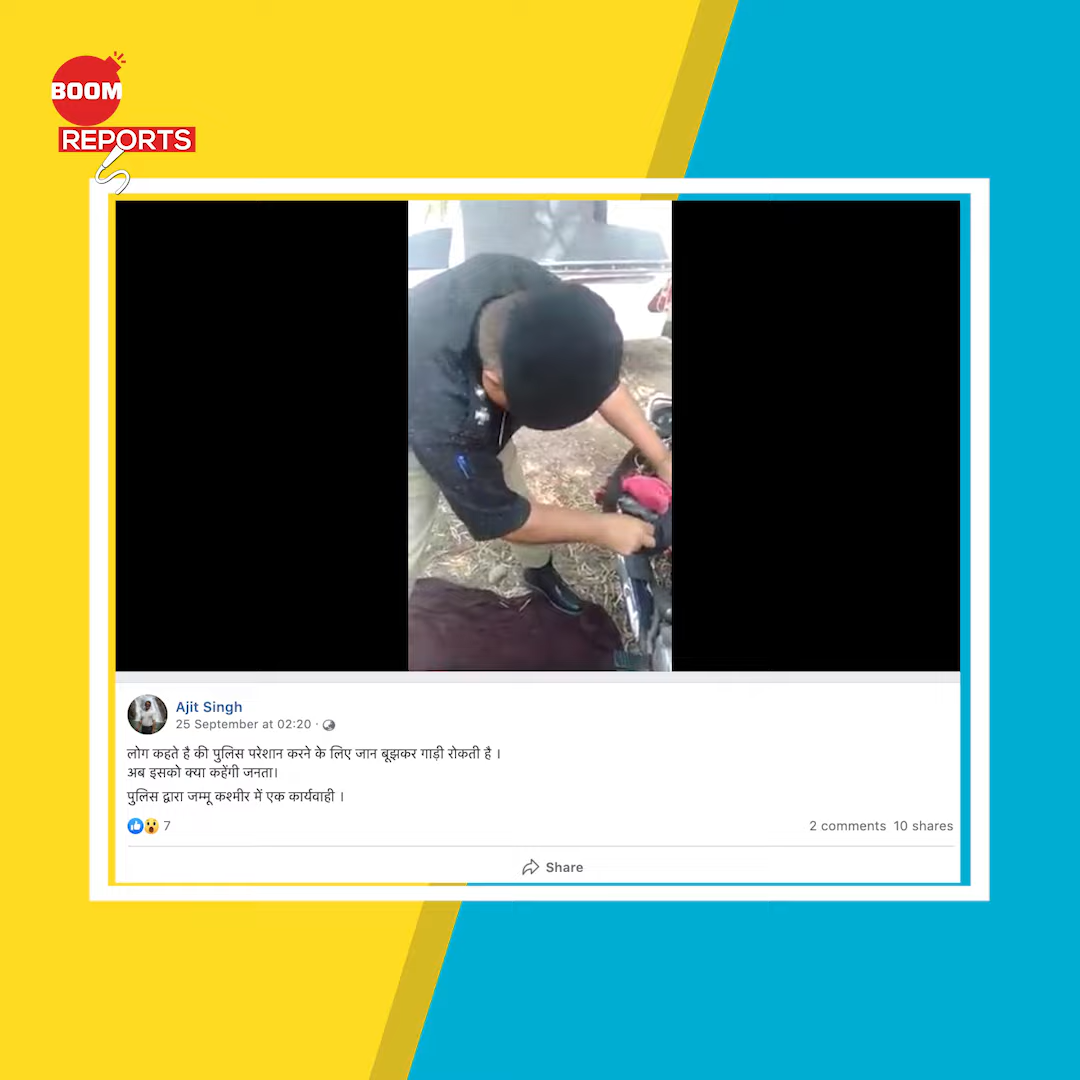 BOOM
REPORTS
Ajit Singh
25 September at 02:20 ·
लोग कहते है की पुलिस परेशान करने के लिए जान बूझकर गाड़ी रोकती है ।
अब इसको क्या कहेंगी जनता।
पुलिस द्वारा जम्मू कश्मीर में एक कार्यवाही ।
7
2 comments 10 shares
Share